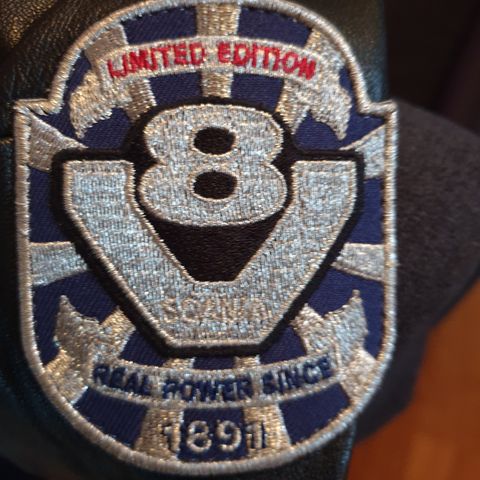 LIMITED EDITION
V8
SCANIA
REAL POWER SINCE
1891